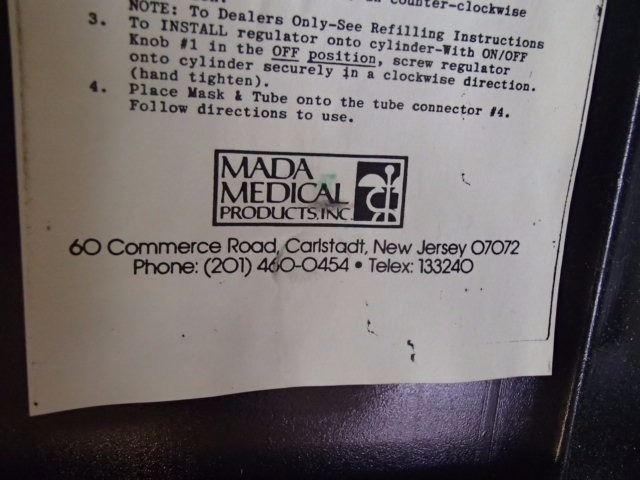 counter-clockwise
NOTE: To Dealers Only-See Refilling Instructions
3. To INSTALL regulator onto cylinder-With ON/OFF
Knob #1 in the OFF position, screw regulator
onto cylinder securely in a clockwise direction.
(hand tighten).
4. Place Mask & Tube onto the tube connector #4.
Follow directions to use.
MADA
MEDICAL
PRODUCTS, INC.
60 Commerce Road, Carlstadt, New Jersey 07072
Phone: (201) 460-0454 • Telex: 133240